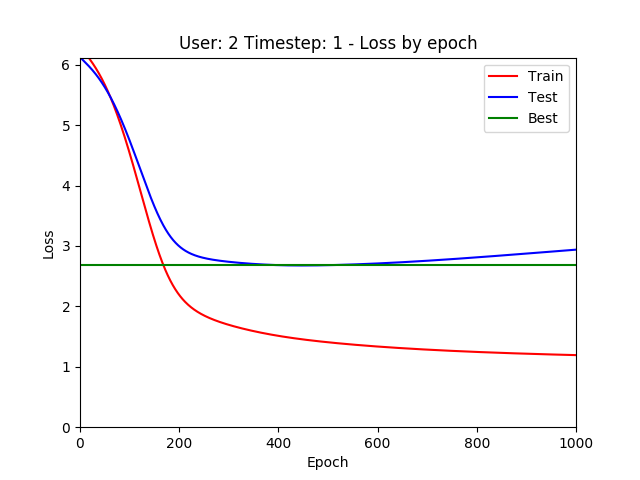 User: 2 Timestep: 1 - Loss by epoch
Train
Test
Best
6
5
4
3
2
1
0
Loss
0 200 400 600 800 1000
Epoch